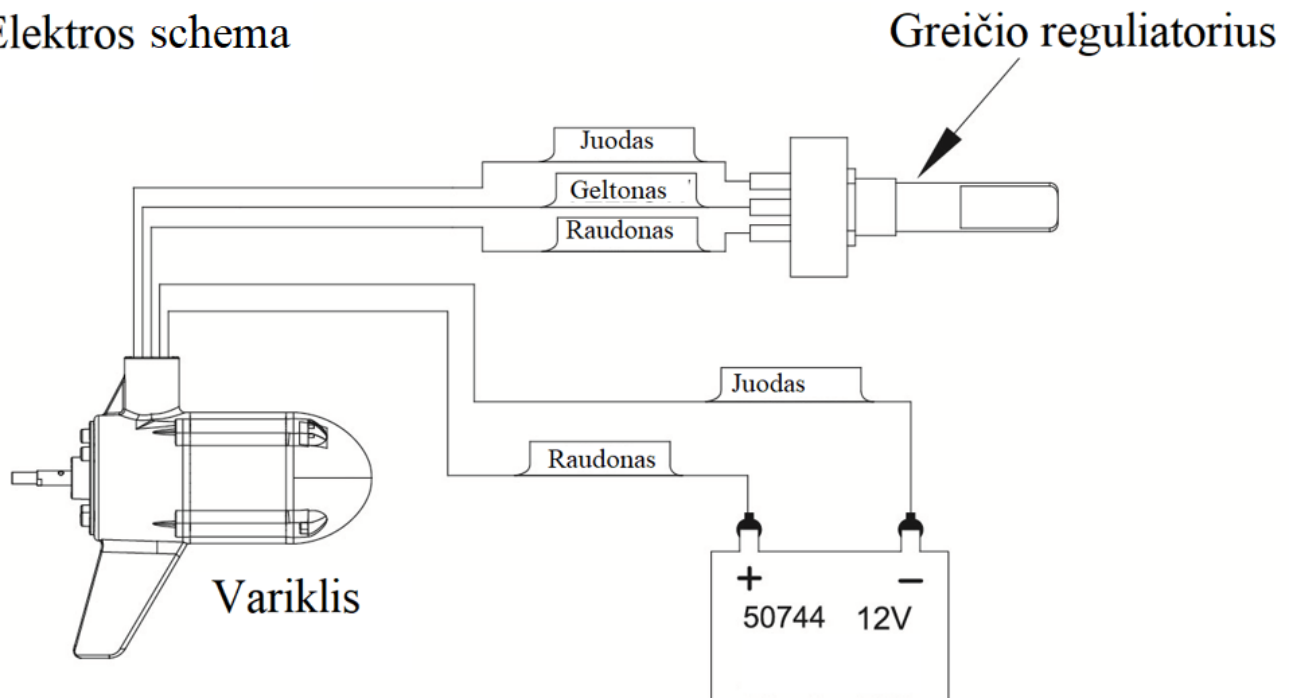 Elektros schema
Greičio reguliatorius
Juodas
Geltonas
Raudonas
Juodas
Raudonas
Variklis
+ −
50744 12V